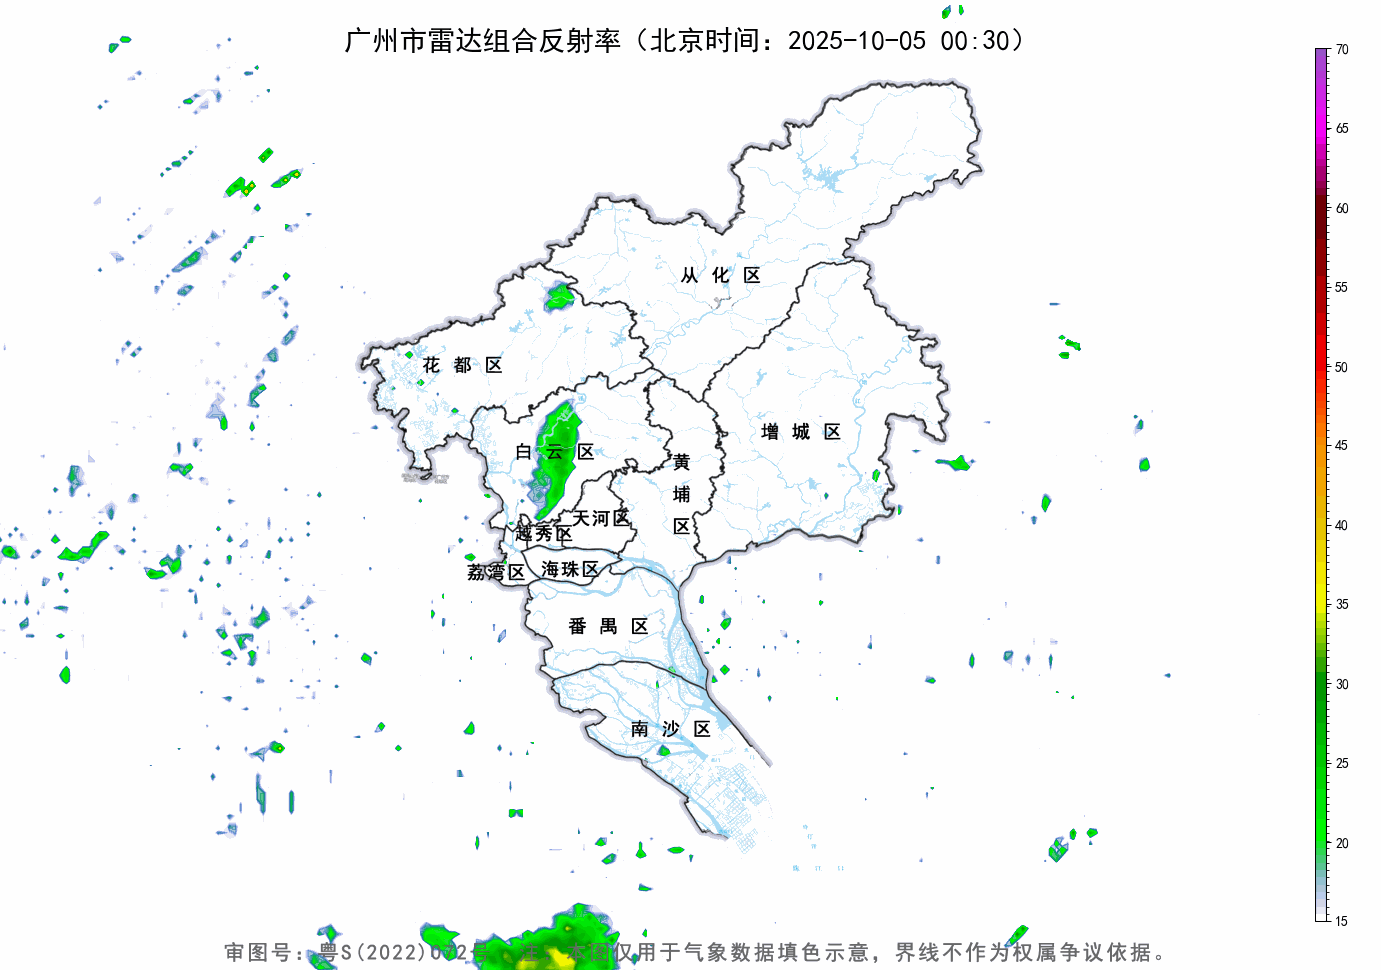 广州市雷达组合反射率（北京时间：2025-10-05 00:30）
70
65
60
55
50
45
40
35
30
25
20
15
从化区
花都区
增城区
白云区
黄埔区
天河区
越秀区
海珠区
荔湾区
番禺区
南沙区
审图号：粤S(2022)072号 注：本图仅用于气象数据填色示意，界线不作为权属争议依据。